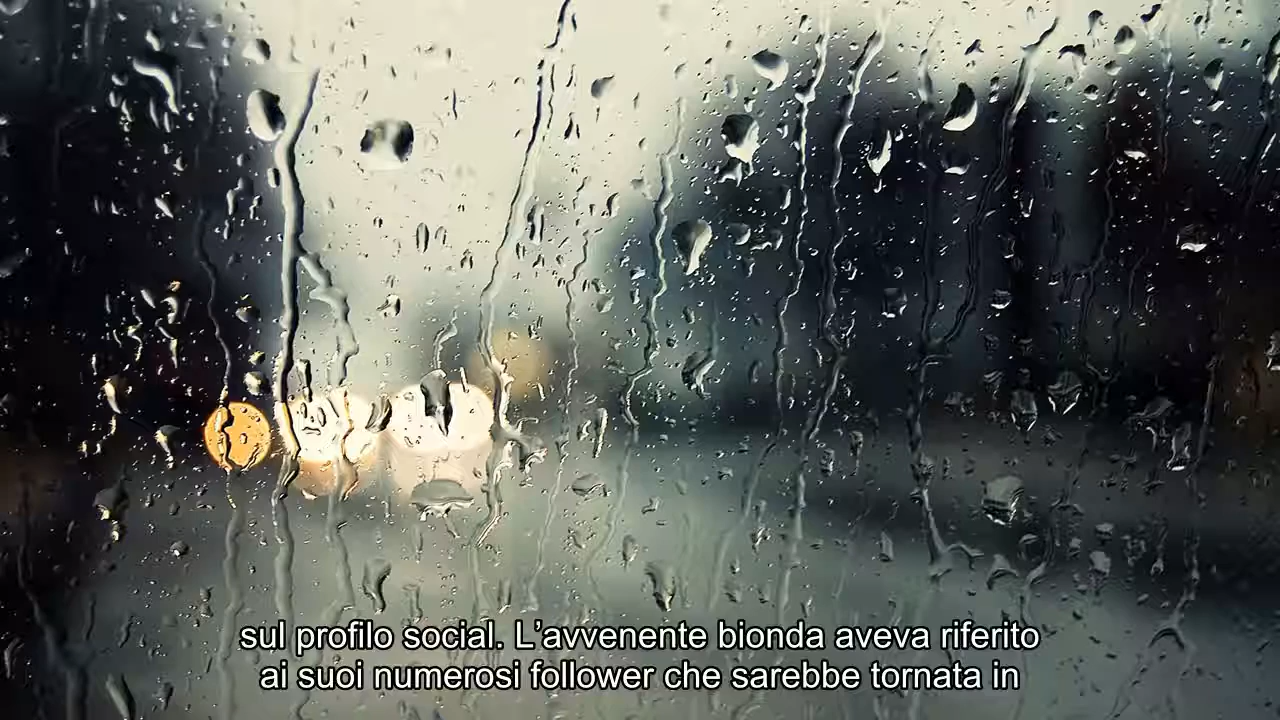 sul profilo social. L’avvenente bionda aveva riferito
ai suoi numerosi follower che sarebbe tornata in